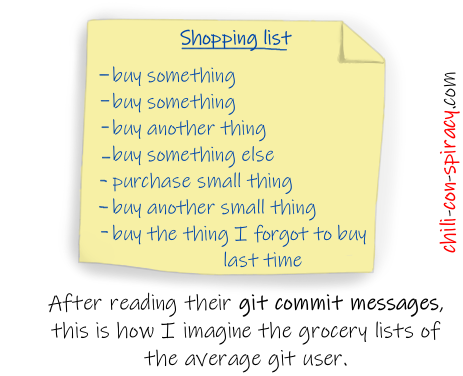 Shopping list
- buy something
- buy something
- buy another thing
- buy something else
- purchase small thing
- buy another small thing
- buy the thing I forgot to buy
last time
chili-con-spiracy.com
After reading their git commit messages,
this is how I imagine the grocery lists of
the average git user.